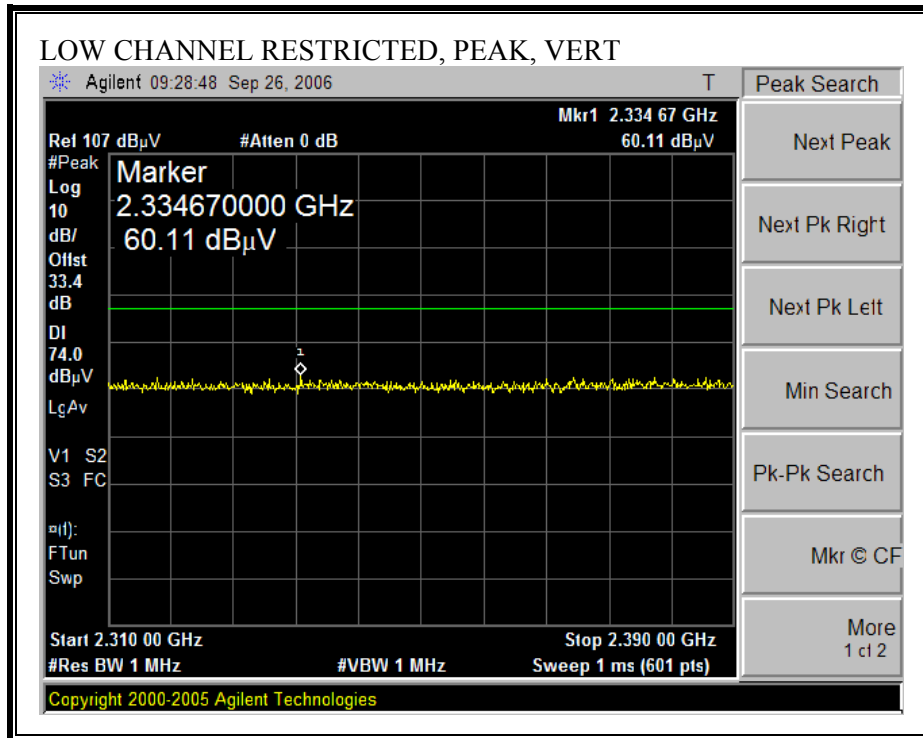 LOW CHANNEL RESTRICTED, PEAK, VERT
Agilent 09:28:48 Sep 26, 2006 T
Peak Search
Mkr1 2.334 67 GHz
Ref 107 dBµV #Atten 0 dB 60.11 dBµV
#Peak
Log
10
dB/
Offst
33.4
dB
DI
74.0
dBµV
LgAv
V1 S2
S3 FC
¤(f):
FTun
Swp
Marker
2.334670000 GHz
60.11 dBµV
1
Start 2.310 00 GHz Stop 2.390 00 GHz
#Res BW 1 MHz #VBW 1 MHz Sweep 1 ms (601 pts)
Copyright 2000-2005 Agilent Technologies
Next Peak
Next Pk Right
Next Pk Left
Min Search
Pk-Pk Search
Mkr © CF
More
1 of 2